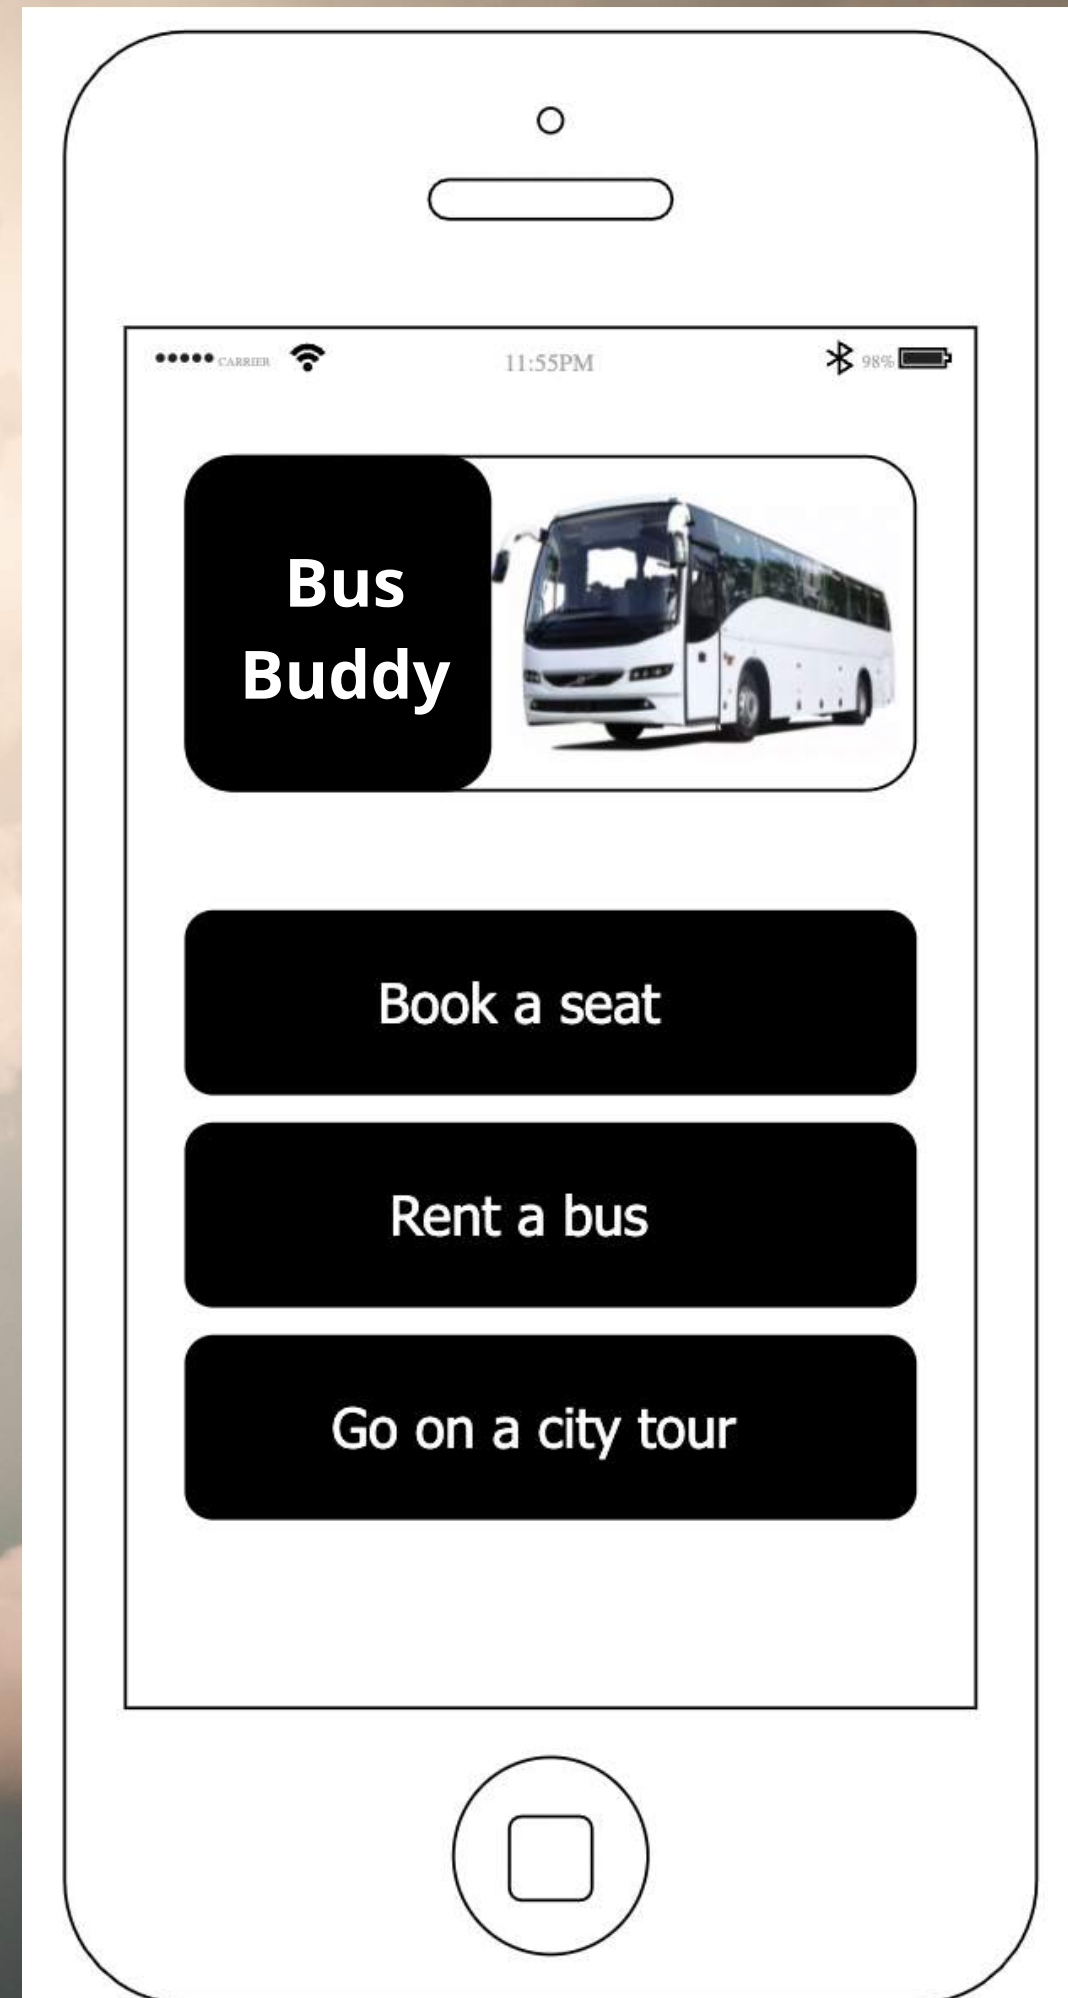 CARRIER 11:55PM 98%
Bus
Buddy
Book a seat
Rent a bus
Go on a city tour